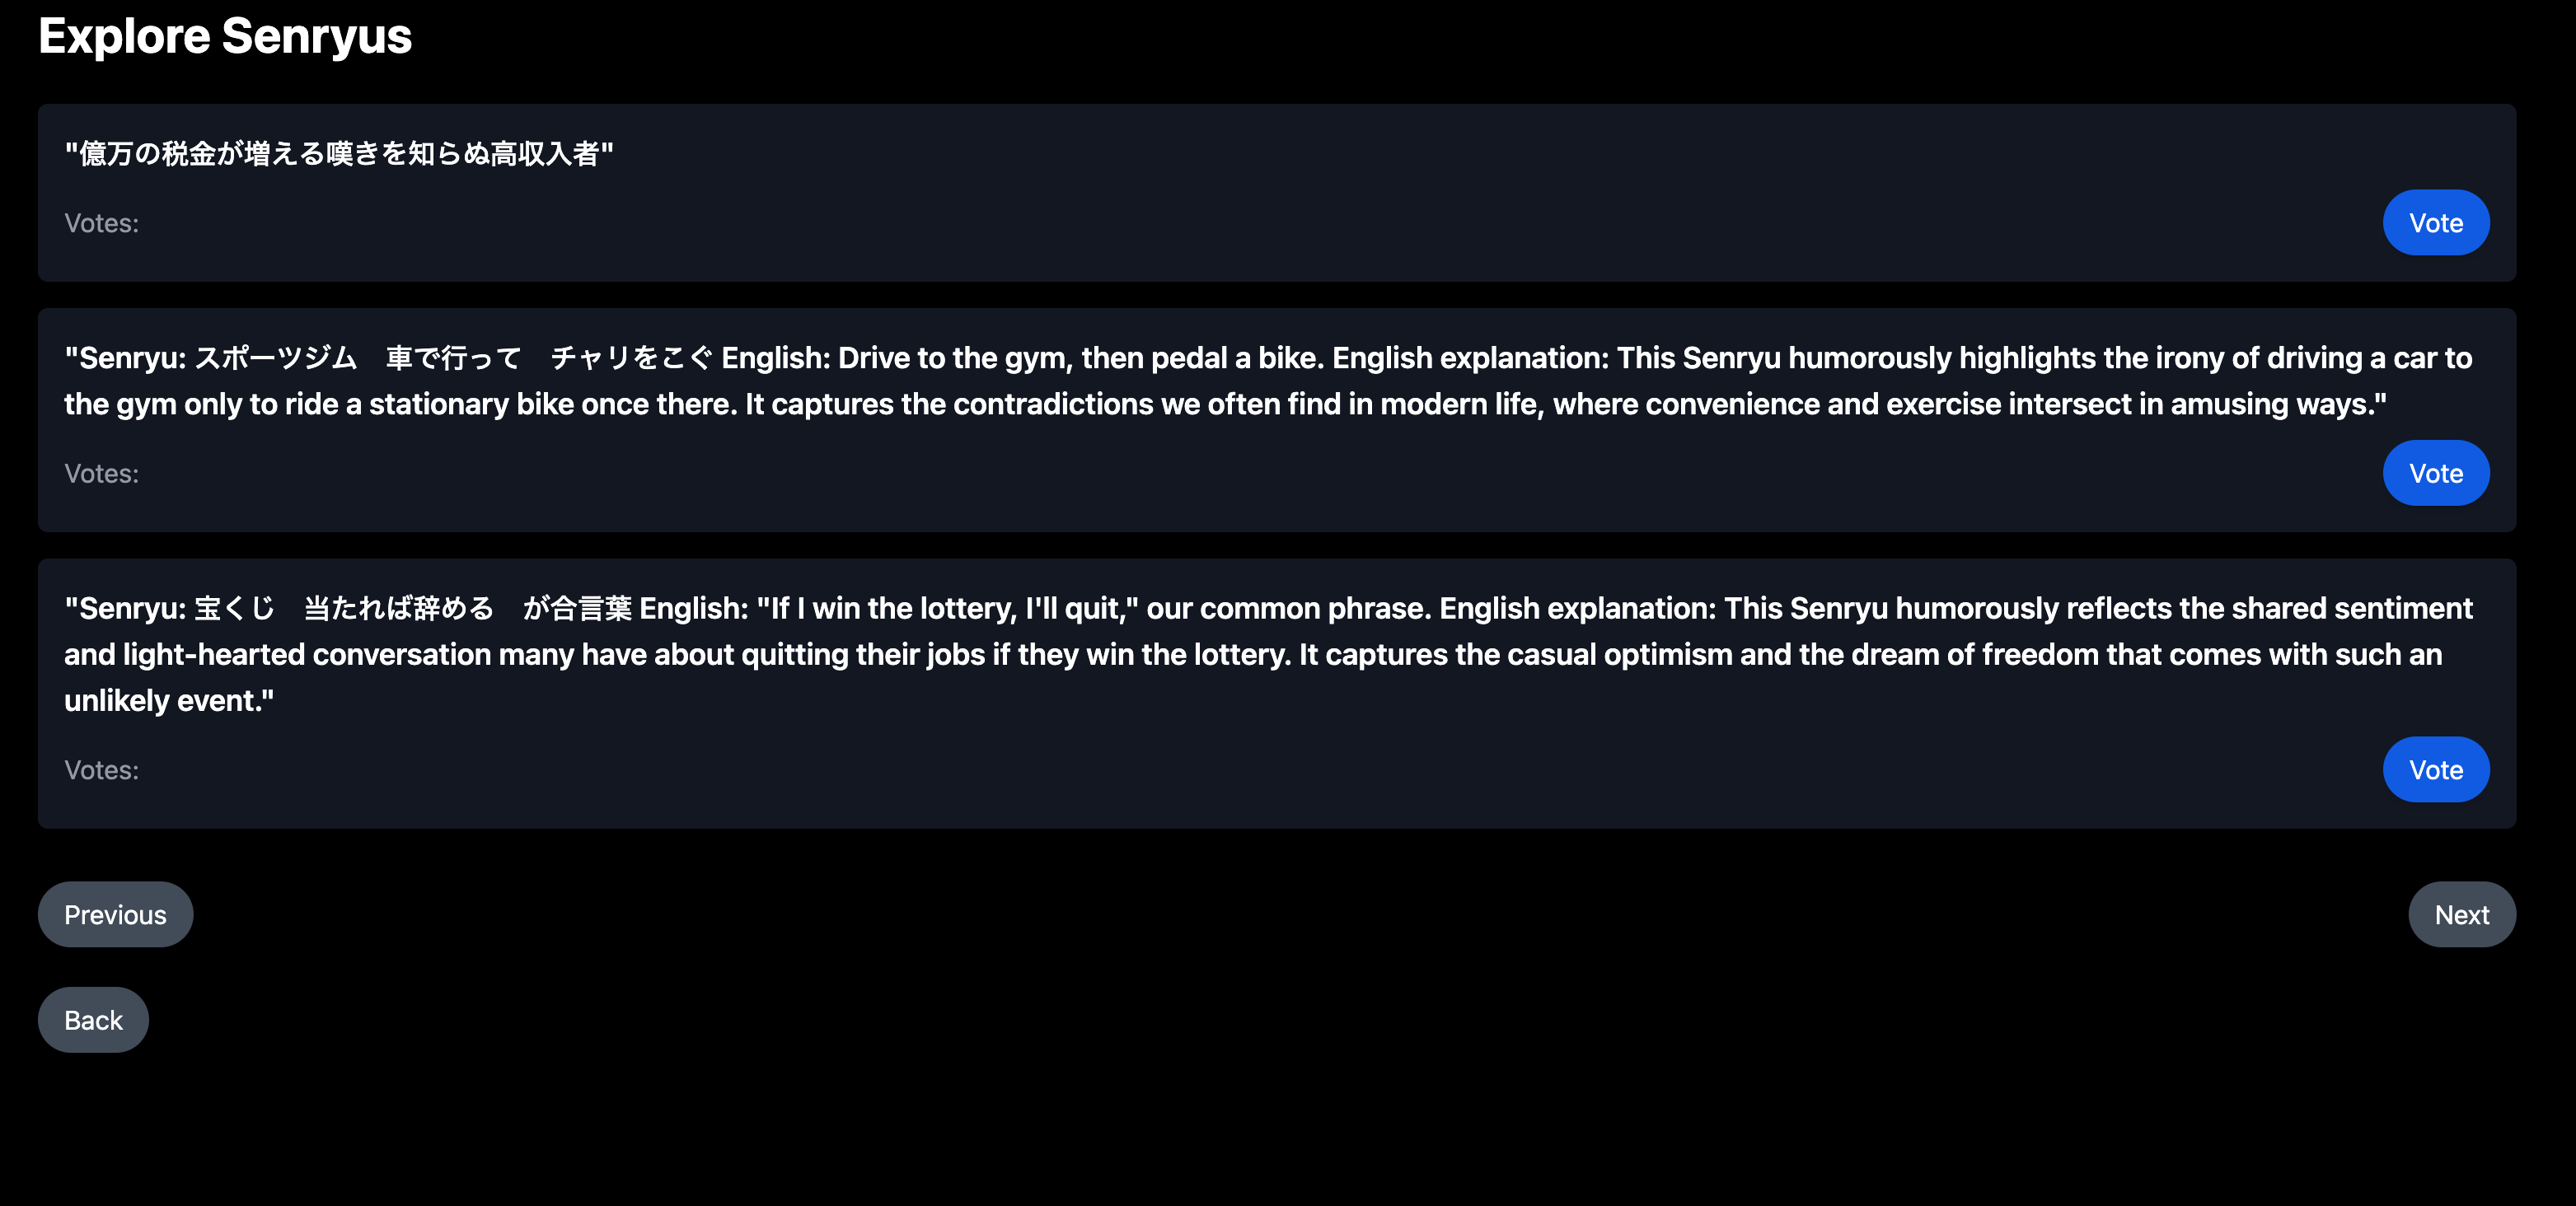 Explore Senryus
"億万の税金が増える嘆きを知らぬ高収入者"
Votes:
Vote
"Senryu: スポーツジム　車で行って　チャリをこぐ English: Drive to the gym, then pedal a bike. English explanation: This Senryu humorously highlights the irony of driving a car to
the gym only to ride a stationary bike once there. It captures the contradictions we often find in modern life, where convenience and exercise intersect in amusing ways."
Votes:
Vote
"Senryu: 宝くじ　当たれば辞める　が合言葉 English: "If I win the lottery, I'll quit," our common phrase. English explanation: This Senryu humorously reflects the shared sentiment
and light-hearted conversation many have about quitting their jobs if they win the lottery. It captures the casual optimism and the dream of freedom that comes with such an
unlikely event."
Votes:
Vote
Previous
Next
Back